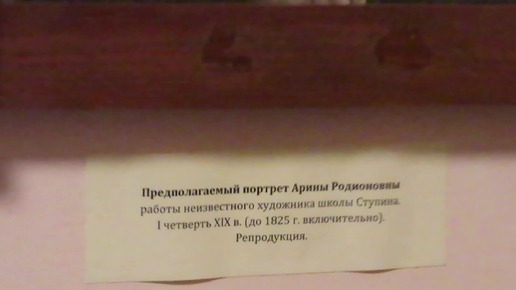 Предполагаемый портрет Арины Родионовны
работы неизвестного художника школы Ступина.
I четверть XIX в. (до 1825 г. включительно).
Репродукция.